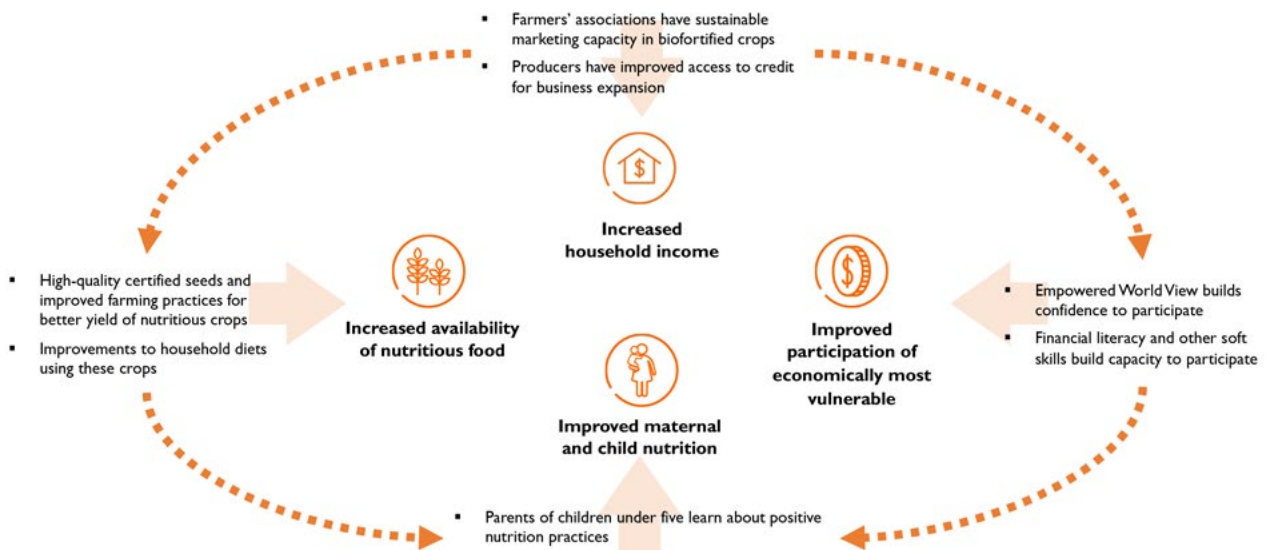 ▪ Farmers’ associations have sustainable
marketing capacity in biofortified crops
▪ Producers have improved access to credit
for business expansion
Increased
household income
▪ High-quality certified seeds and
improved farming practices for
better yield of nutritious crops
▪ Improvements to household diets
using these crops
Increased availability
of nutritious food
Improved
participation of
economically most
vulnerable
▪ Empowered World View builds
confidence to participate
▪ Financial literacy and other soft
skills build capacity to participate
Improved maternal
and child nutrition
▪ Parents of children under five learn about positive
nutrition practices